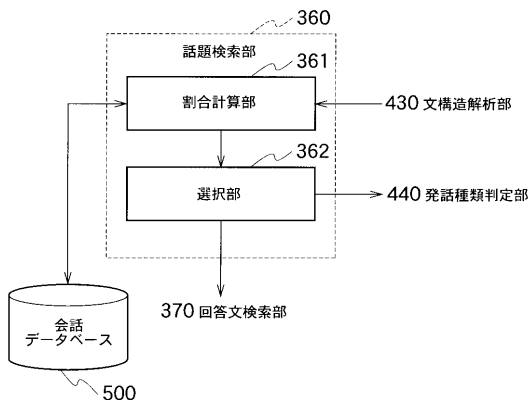 360
話題検索部
361
割合計算部
430 文構造解析部
362
選択部
440 発話種類判定部
370 回答文検索部
会話
データベース
500